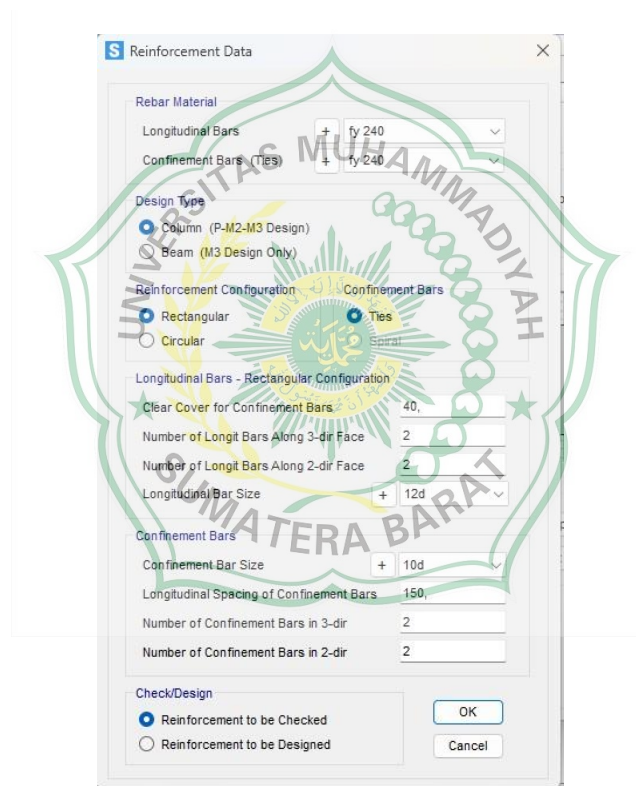 S Reinforcement Data
Rebar Material
Longitudinal Bars + fy 240
Confinement Bars (Ties) + fy 240
Design Type
Column (P-M2-M3 Design)
Beam (M3 Design Only)
Reinforcement Configuration Confinement Bars
Rectangular Ties
Circular Spiral
Longitudinal Bars - Rectangular Configuration
Clear Cover for Confinement Bars 40,
Number of Longit Bars Along 3-dir Face 2
Number of Longit Bars Along 2-dir Face 2
Longitudinal Bar Size + 12d
Confinement Bars
Confinement Bar Size + 10d
Longitudinal Spacing of Confinement Bars 150,
Number of Confinement Bars in 3-dir 2
Number of Confinement Bars in 2-dir 2
Check/Design
Reinforcement to be Checked
Reinforcement to be Designed
OK
Cancel
UNIVERSITAS MUHAMMADIYAH
SUMATERA BARAT